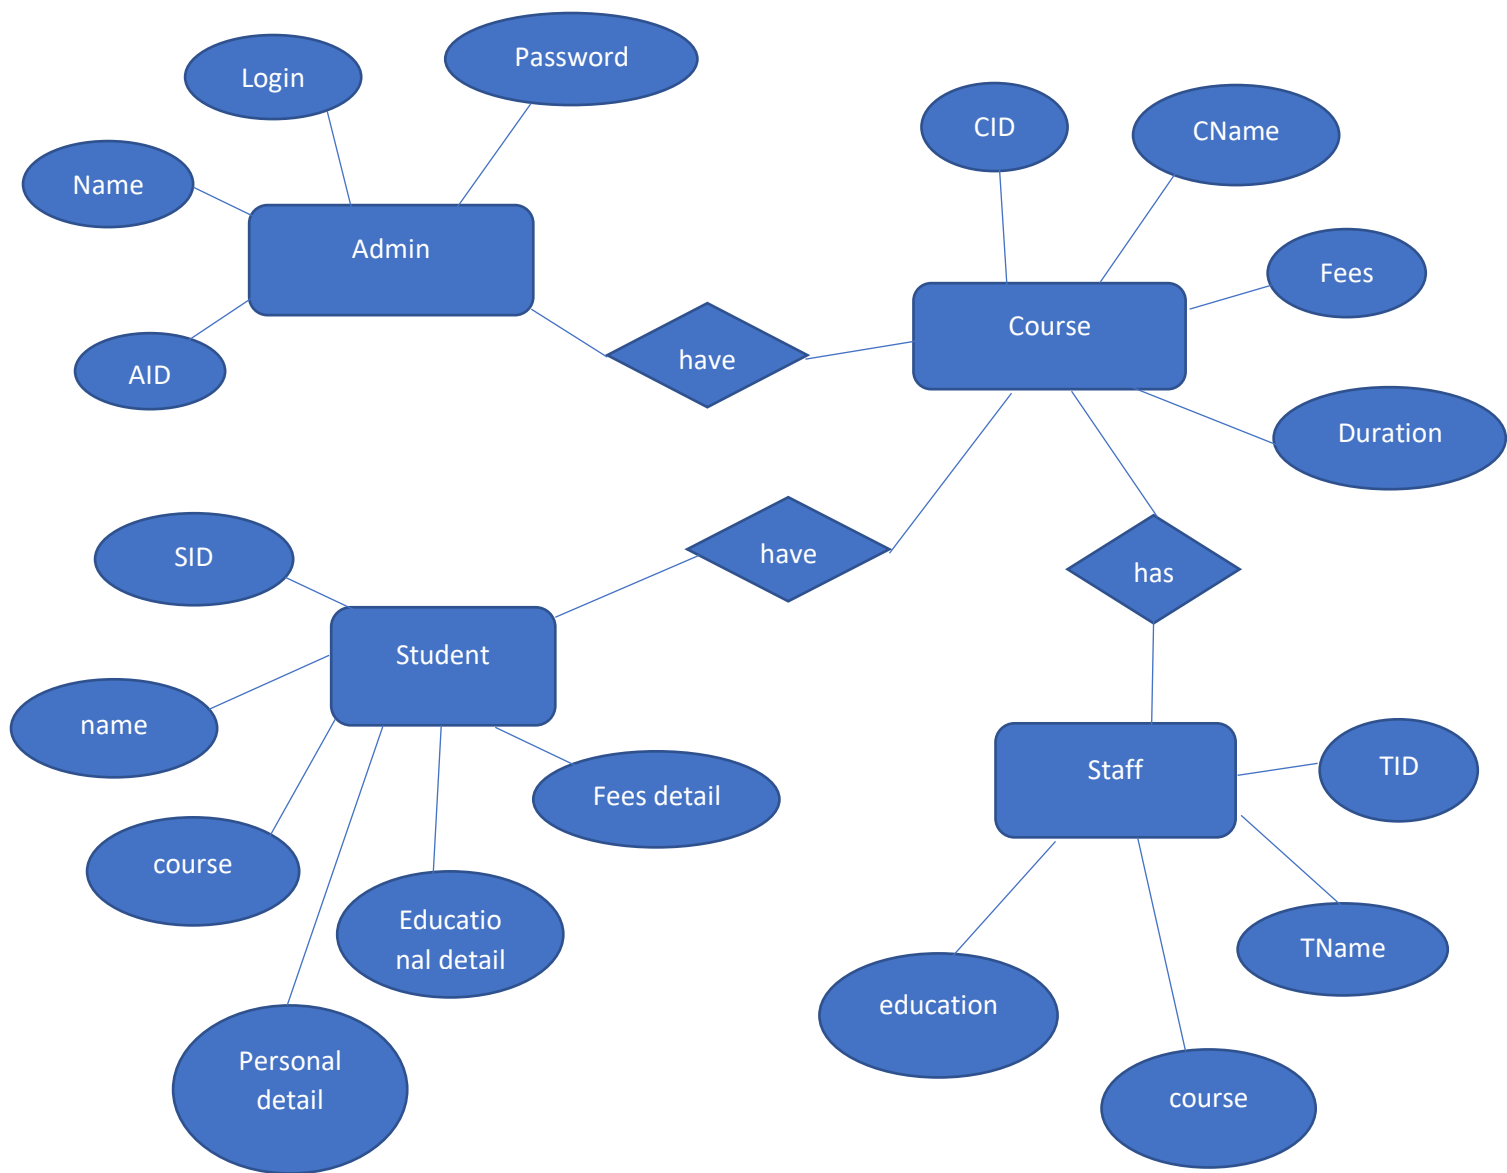 Password
Login
CID
CName
Name
Admin
Fees
Course
have
AID
Duration
have
SID
has
Student
name
Staff
TID
Fees detail
course
Educatio
nal detail
TName
education
Personal
detail
course